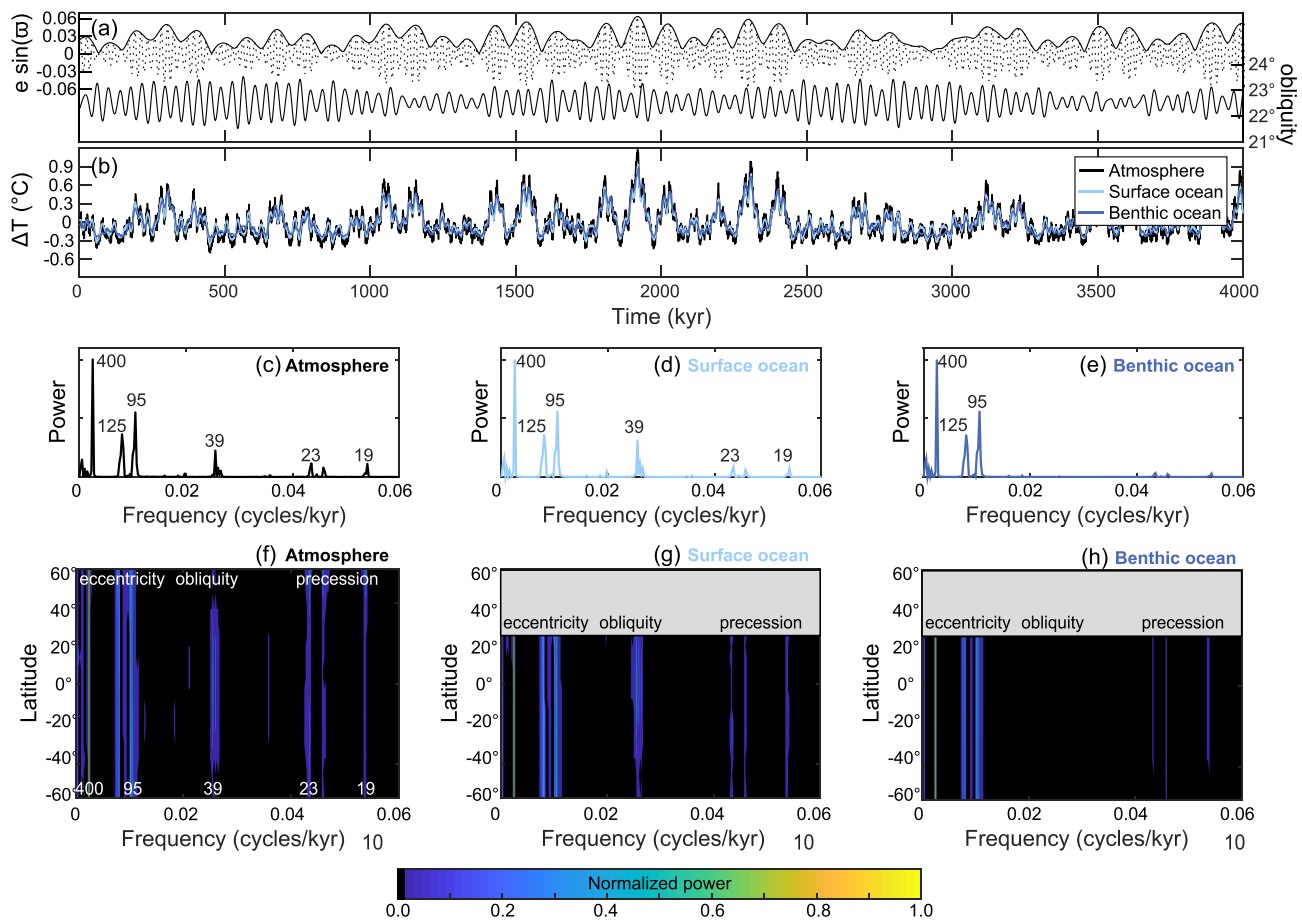 (a)
0.06
0.03
0
-0.03
-0.06
e sin(ϖ)
24°
23°
22°
21°
obliquity
(b)
0.9
0.6
0.3
0
-0.3
-0.6
ΔT (°C)
Atmosphere
Surface ocean
Benthic ocean
0 500 1000 1500 2000 2500 3000 3500 4000
Time (kyr)
(c) Atmosphere
400
125
95
39
23
19
Power
0 0.02 0.04 0.06
Frequency (cycles/kyr)
(d) Surface ocean
400
125
95
39
23
19
Power
0 0.02 0.04 0.06
Frequency (cycles/kyr)
(e) Benthic ocean
400
125
95
Power
0 0.02 0.04 0.06
Frequency (cycles/kyr)
(f) Atmosphere
eccentricity obliquity precession
60°
40°
20°
0°
-20°
-40°
-60°
Latitude
400 95 39 23 19
0 0.02 0.04 0.06
Frequency (cycles/kyr) 10
(g) Surface ocean
eccentricity obliquity precession
60°
40°
20°
0°
-20°
-40°
-60°
Latitude
0 0.02 0.04 0.06
Frequency (cycles/kyr) 10
(h) Benthic ocean
eccentricity obliquity precession
60°
40°
20°
0°
-20°
-40°
-60°
Latitude
0 0.02 0.04 0.06
Frequency (cycles/kyr) 10
Normalized power
0.0 0.2 0.4 0.6 0.8 1.0